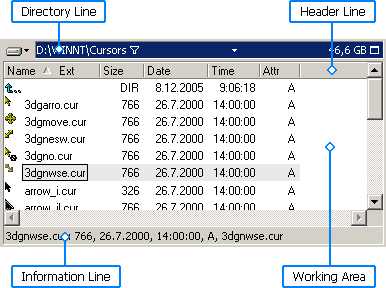 Directory Line Header Line
D:\WINNT\Cursors 46,6 GB
Name Ext Size Date Time Attr
DIR 8.12.2005 9:06:18 A
3dgarro.cur 766 26.7.2000 14:00:00 A
3dgmove.cur 766 26.7.2000 14:00:00 A
3dgnesw.cur 766 26.7.2000 14:00:00 A
3dgno.cur 766 26.7.2000 14:00:00 A
3dgnwse.cur 766 26.7.2000 14:00:00 A
arrow_i.cur 326 26.7.2000 14:00:00 A
arrow_il.cur 766 26.7.2000 14:00:00 A
3dgnwse.cur: 766, 26.7.2000, 14:00:00, A, 3dgnwse.cur
Information Line Working Area